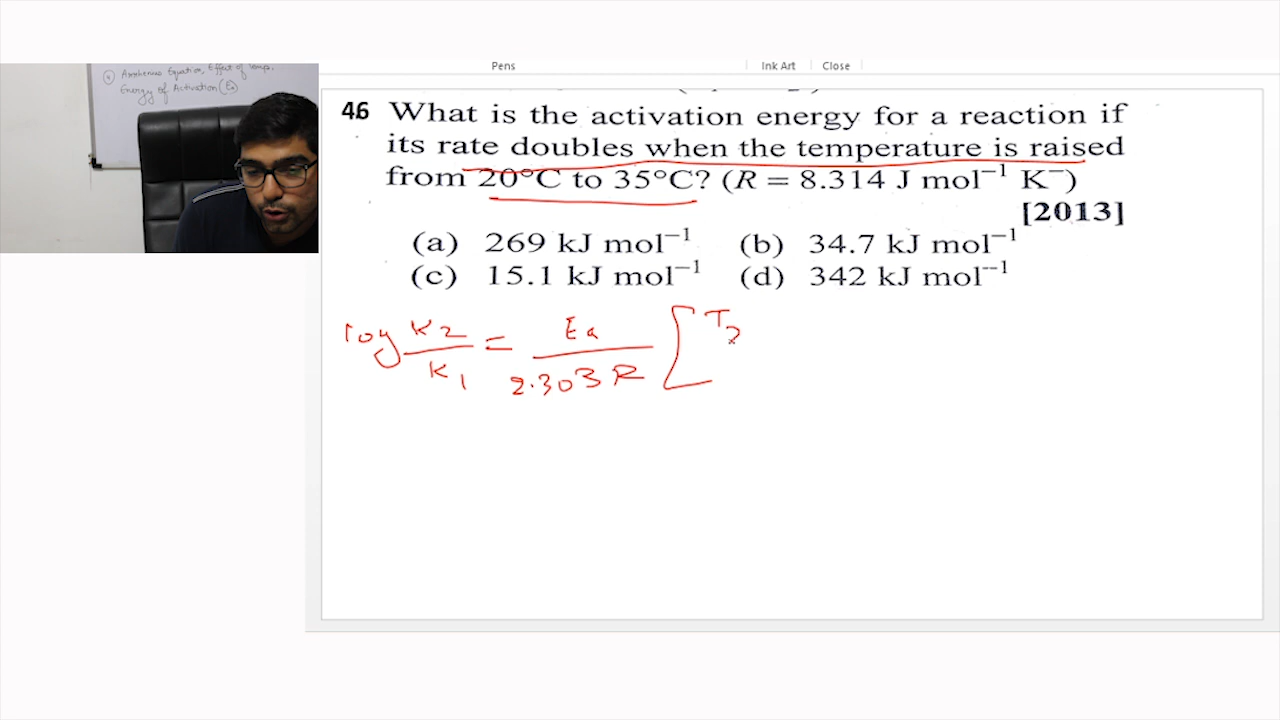 ④ Arrhenius Equation, Effect of Temp.
Energy of Activation (Ea)
Pens Ink Art Close
46 What is the activation energy for a reaction if
its rate doubles when the temperature is raised
from 20°C to 35°C? (R = 8.314 J mol⁻¹ K⁻)
[2013]
(a) 269 kJ mol⁻¹ (b) 34.7 kJ mol⁻¹
(c) 15.1 kJ mol⁻¹ (d) 342 kJ mol⁻¹
log K2/K1 = Ea/2.303 R [ T2